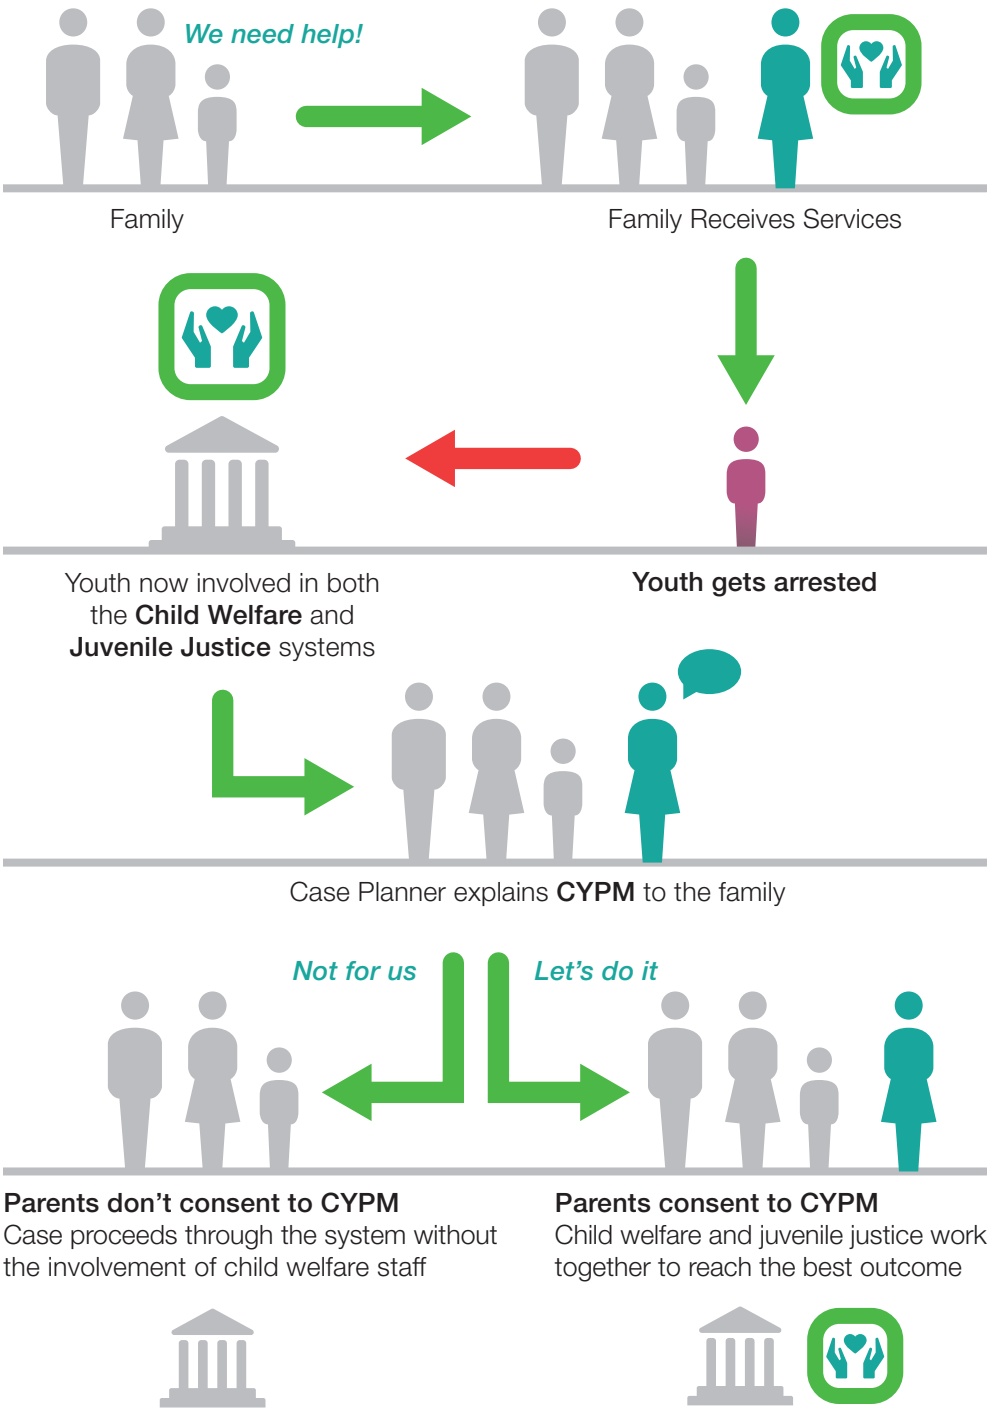 We need help!
Family
Family Receives Services
Youth now involved in both
the Child Welfare and
Juvenile Justice systems
Youth gets arrested
Case Planner explains CYPM to the family
Not for us
Let's do it
Parents don't consent to CYPM
Case proceeds through the system without
the involvement of child welfare staff
Parents consent to CYPM
Child welfare and juvenile justice work
together to reach the best outcome